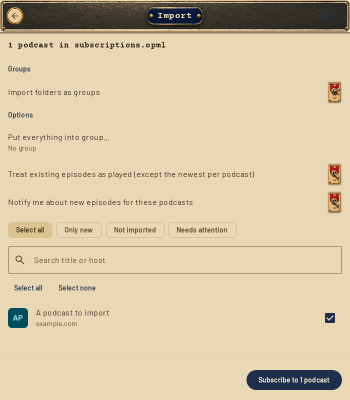 Import
1 podcast in subscriptions.opml
Groups
Import folders as groups
Options
Put everything into group...
No group
Treat existing episodes as played (except the newest per podcast)
Notify me about new episodes for these podcasts
Select all Only new Not imported Needs attention
Search title or host
Select all Select none
AP A podcast to import
example.com
Subscribe to 1 podcast